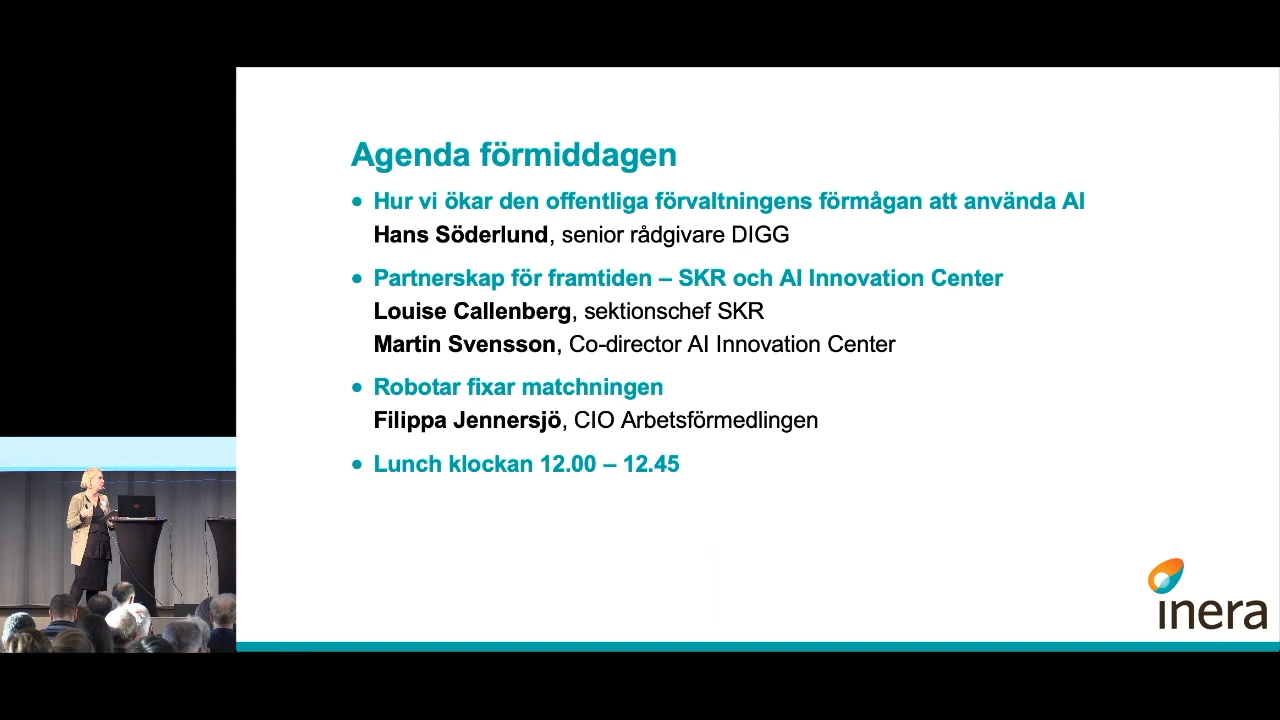 Agenda förmiddagen
• Hur vi ökar den offentliga förvaltningens förmågan att använda AI
Hans Söderlund, senior rådgivare DIGG
• Partnerskap för framtiden – SKR och AI Innovation Center
Louise Callenberg, sektionschef SKR
Martin Svensson, Co-director AI Innovation Center
• Robotar fixar matchningen
Filippa Jennersjö, CIO Arbetsförmedlingen
• Lunch klockan 12.00 – 12.45
inera